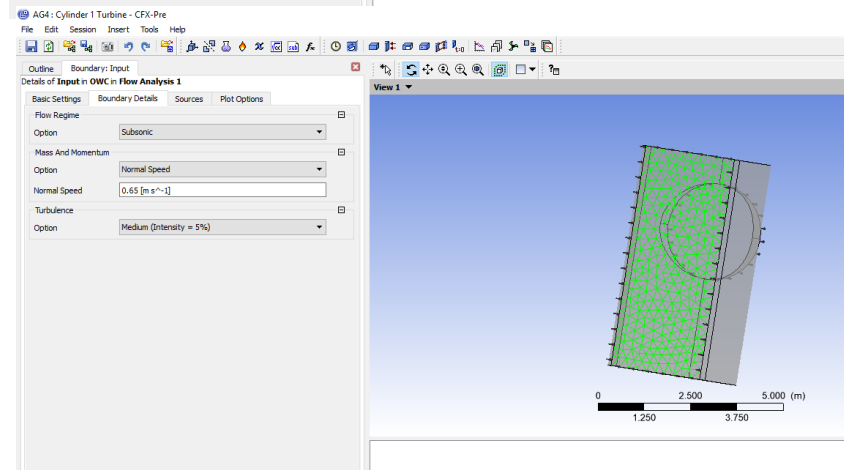 AG4 : Cylinder 1 Turbine - CFX-Pre
File Edit Session Insert Tools Help
Outline Boundary: Input
Details of Input in OWC in Flow Analysis 1
Basic Settings Boundary Details Sources Plot Options
Flow Regime
Option Subsonic
Mass And Momentum
Option Normal Speed
Normal Speed 0.65 [m s^-1]
Turbulence
Option Medium (Intensity = 5%)
View 1
0 2.500 5.000 (m)
1.250 3.750